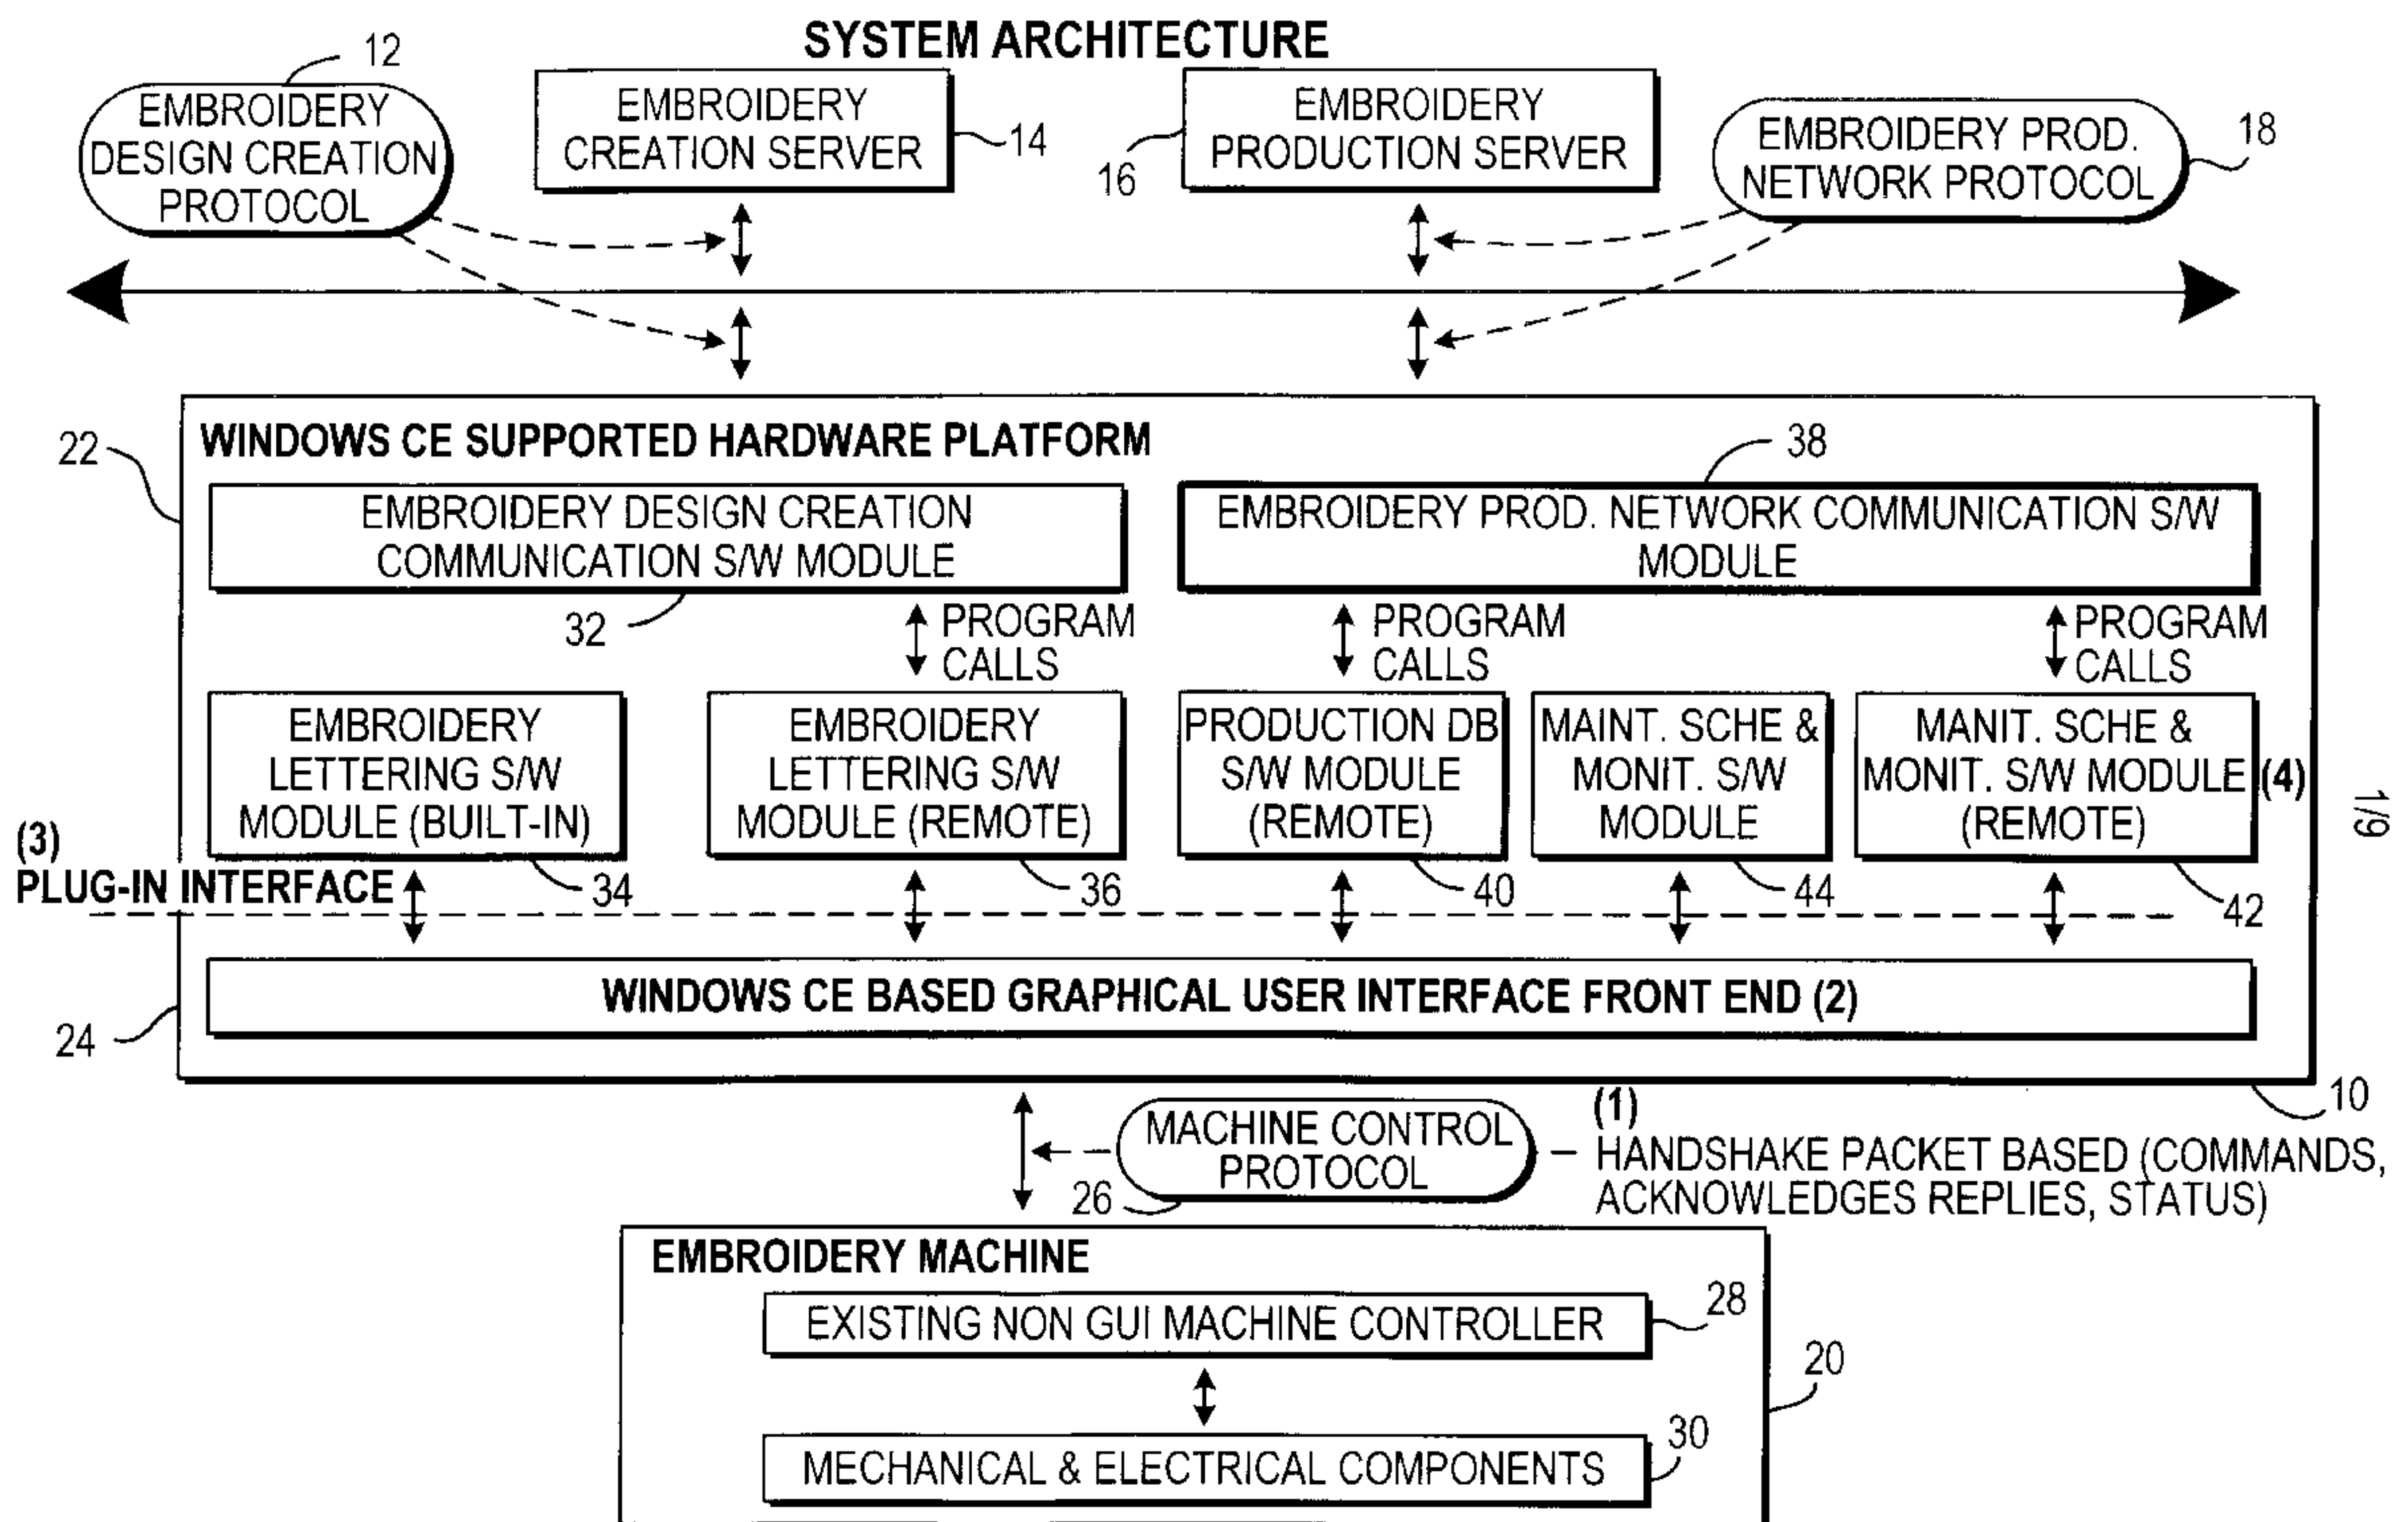 SYSTEM ARCHITECTURE
12
EMBROIDERY
DESIGN CREATION
PROTOCOL
EMBROIDERY
CREATION SERVER
14
EMBROIDERY
PRODUCTION SERVER
16
EMBROIDERY PROD.
NETWORK PROTOCOL
18
22
WINDOWS CE SUPPORTED HARDWARE PLATFORM
38
EMBROIDERY DESIGN CREATION
COMMUNICATION S/W MODULE
32
EMBROIDERY PROD. NETWORK COMMUNICATION S/W
MODULE
PROGRAM
CALLS
PROGRAM
CALLS
PROGRAM
CALLS
EMBROIDERY
LETTERING S/W
MODULE (BUILT-IN)
34
EMBROIDERY
LETTERING S/W
MODULE (REMOTE)
36
PRODUCTION DB
S/W MODULE
(REMOTE)
40
MAINT. SCHE &
MONIT. S/W
MODULE
44
MANIT. SCHE &
MONIT. S/W MODULE
(REMOTE)
(4)
42
1/9
(3)
PLUG-IN INTERFACE
WINDOWS CE BASED GRAPHICAL USER INTERFACE FRONT END (2)
24
10
MACHINE CONTROL
PROTOCOL
26
(1)
HANDSHAKE PACKET BASED (COMMANDS,
ACKNOWLEDGES REPLIES, STATUS)
EMBROIDERY MACHINE
EXISTING NON GUI MACHINE CONTROLLER
28
20
MECHANICAL & ELECTRICAL COMPONENTS
30